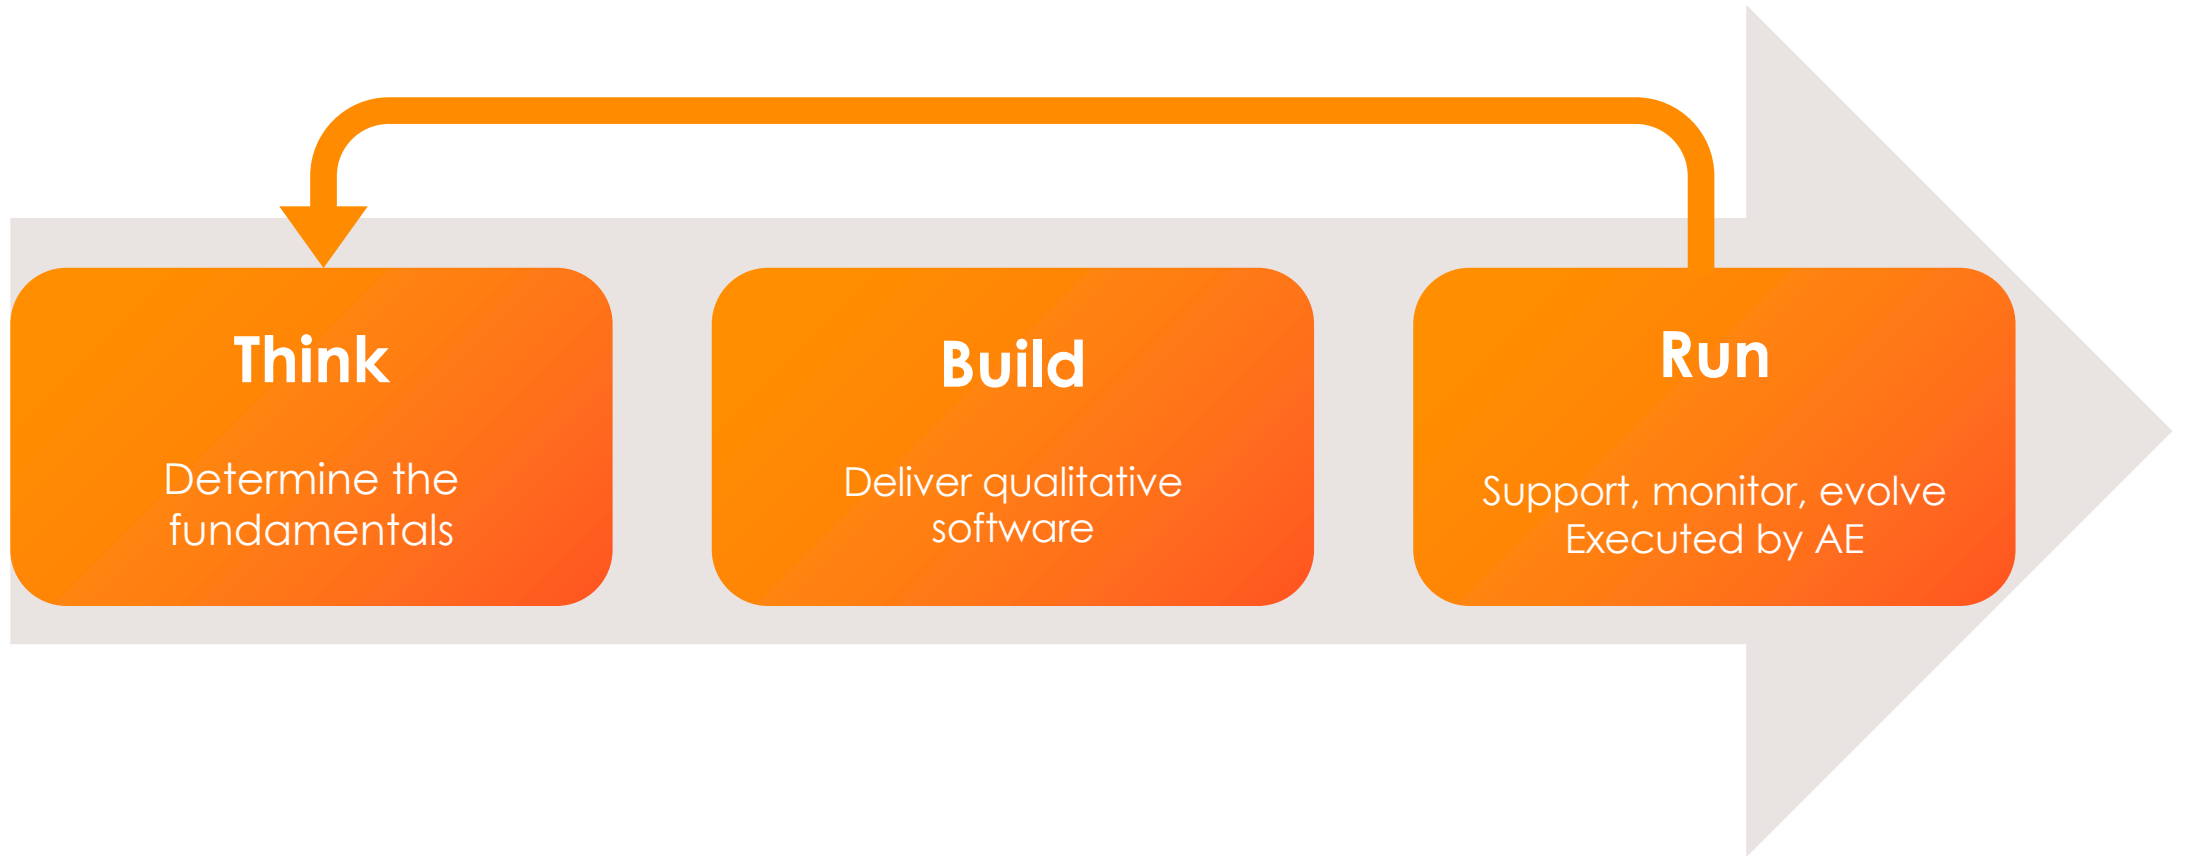 Think
Determine the
fundamentals
Build
Deliver qualitative
software
Run
Support, monitor, evolve
Executed by AE